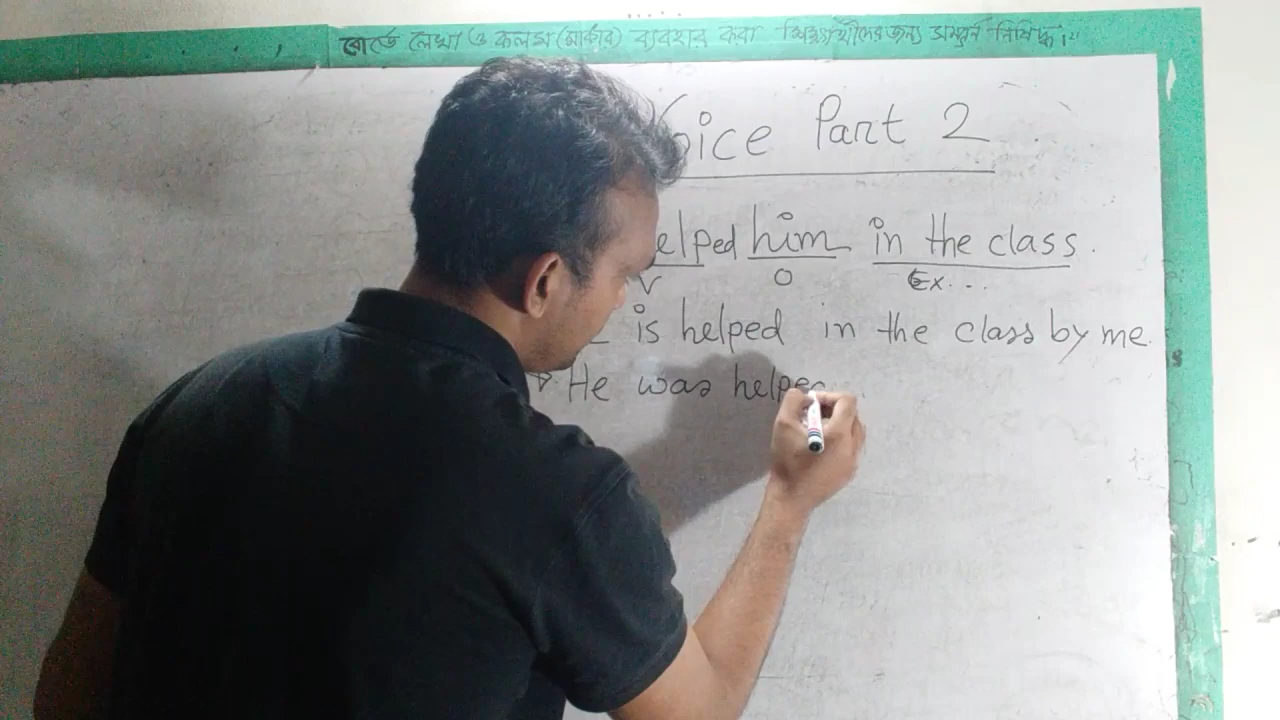 বোর্ডে লেখা ও কলম (মার্কার) ব্যবহার করা শিক্ষার্থীদের জন্য সম্পূর্ন নিষিদ্ধ।"
Voice Part 2
elped him in the class.
V O Ex...
is helped in the class by me.
He was helpe